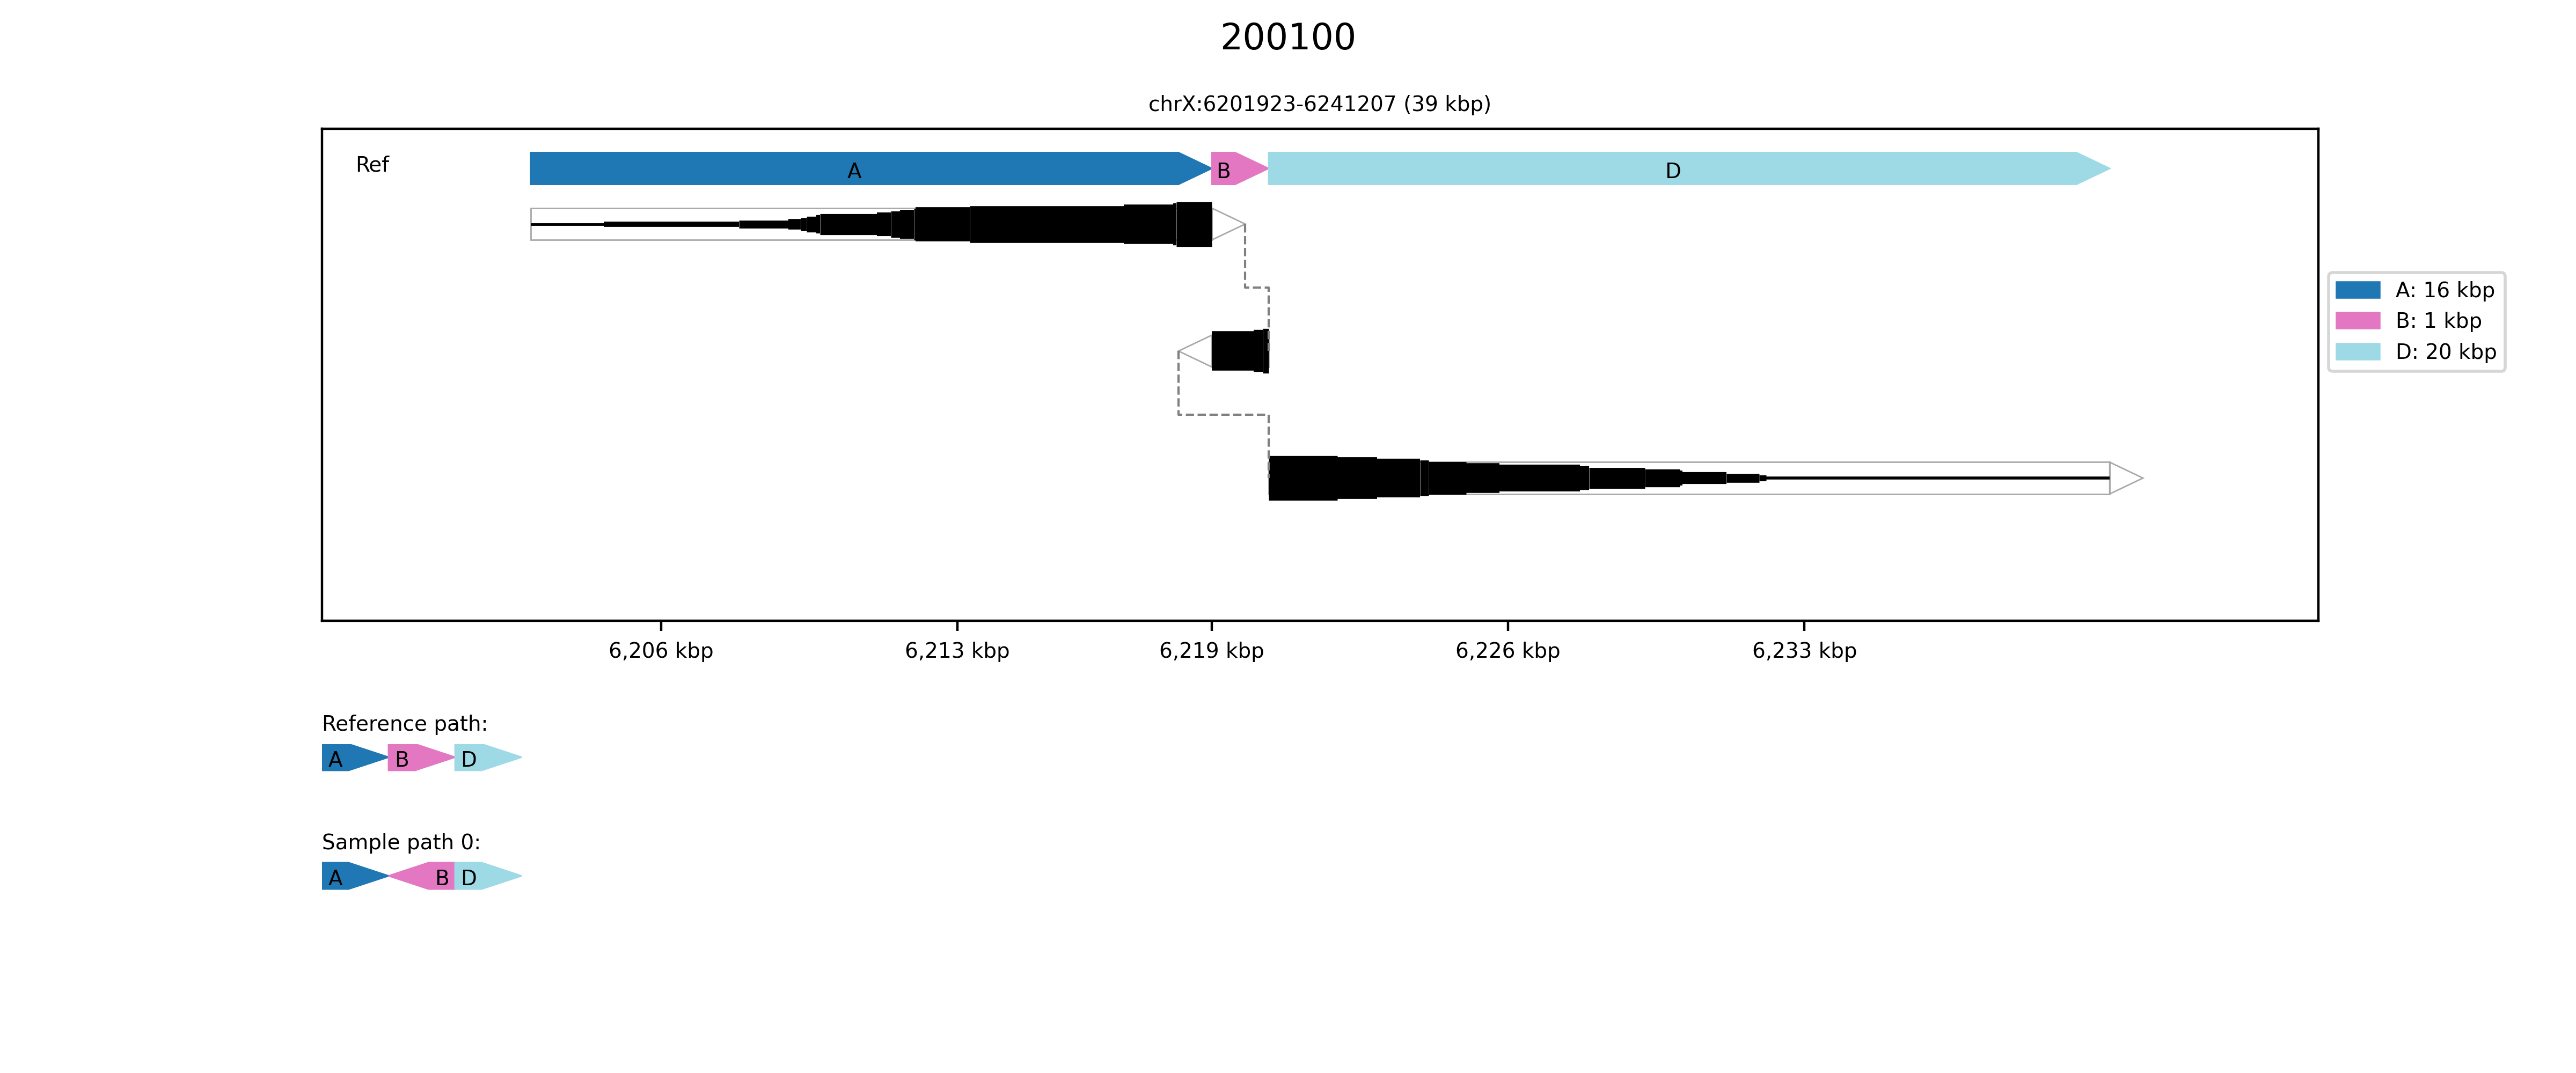 200100
chrX:6201923-6241207 (39 kbp)
Ref
A B D
A: 16 kbp
B: 1 kbp
D: 20 kbp
6,206 kbp 6,213 kbp 6,219 kbp 6,226 kbp 6,233 kbp
Reference path:
A B D
Sample path 0:
A B D